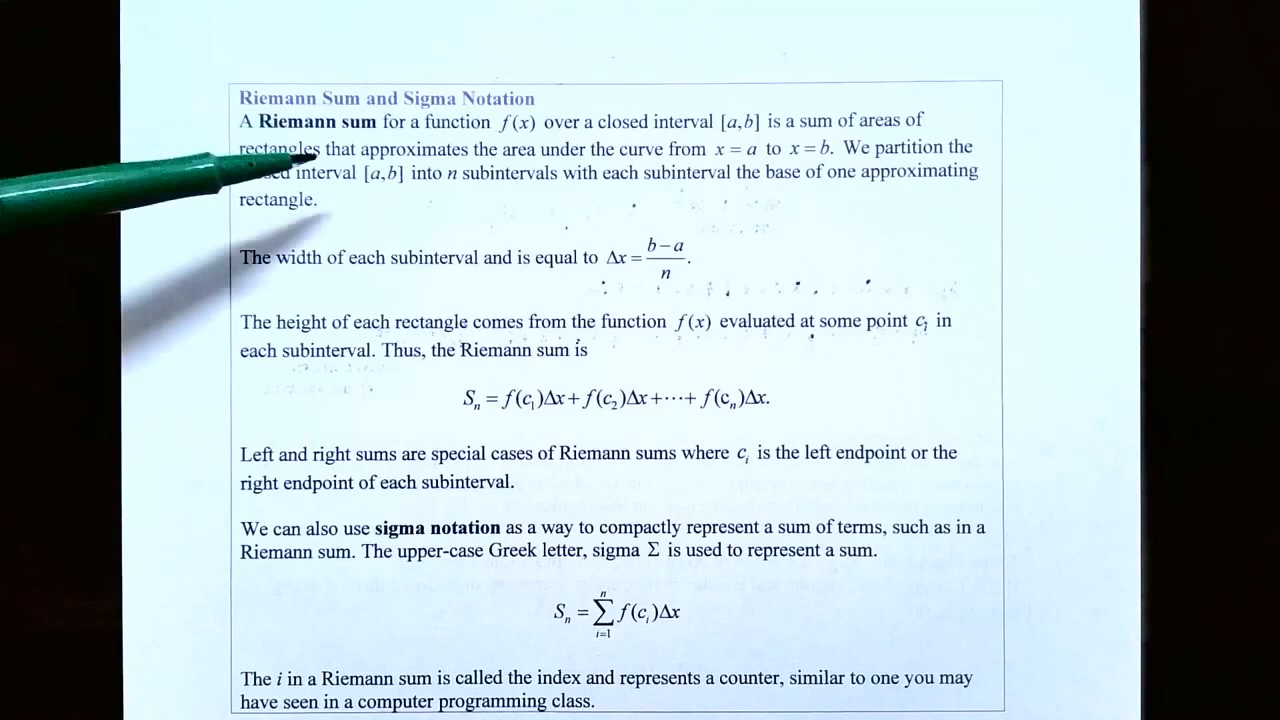 Riemann Sum and Sigma Notation
A Riemann sum for a function f(x) over a closed interval [a,b] is a sum of areas of
rectangles that approximates the area under the curve from x = a to x = b. We partition the
interval [a,b] into n subintervals with each subinterval the base of one approximating
rectangle.
The width of each subinterval and is equal to Δx = (b−a)/n.
The height of each rectangle comes from the function f(x) evaluated at some point cᵢ in
each subinterval. Thus, the Riemann sum is
Sₙ = f(c₁)Δx + f(c₂)Δx + ⋯ + f(cₙ)Δx.
Left and right sums are special cases of Riemann sums where cᵢ is the left endpoint or the
right endpoint of each subinterval.
We can also use sigma notation as a way to compactly represent a sum of terms, such as in a
Riemann sum. The upper-case Greek letter, sigma Σ is used to represent a sum.
Sₙ = ∑ᵢ₌₁ⁿ f(cᵢ)Δx
The i in a Riemann sum is called the index and represents a counter, similar to one you may
have seen in a computer programming class.